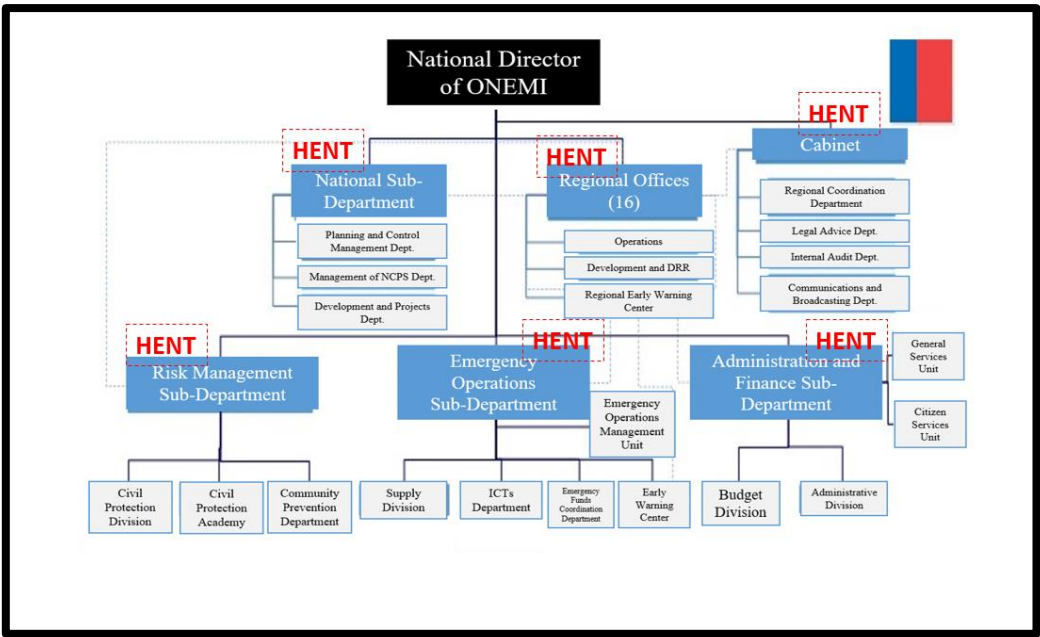 National Director
of ONEMI
HENT
Cabinet
HENT
National Sub-
Department
HENT
Regional Offices
(16)
Regional Coordination
Department
Legal Advice Dept.
Internal Audit Dept.
Communications and
Broadcasting Dept.
Planning and Control
Management Dept.
Management of NCPS Dept.
Development and Projects
Dept.
Operations
Development and DRR
Regional Early Warning
Center
HENT
Risk Management
Sub-Department
HENT
Emergency
Operations
Sub-Department
HENT
Administration and
Finance Sub-
Department
General
Services
Unit
Citizen
Services
Unit
Emergency
Operations
Management
Unit
Civil
Protection
Division
Civil
Protection
Academy
Community
Prevention
Department
Supply
Division
ICTs
Department
Emergency
Funds
Coordination
Department
Early
Warning
Center
Budget
Division
Administrative
Division